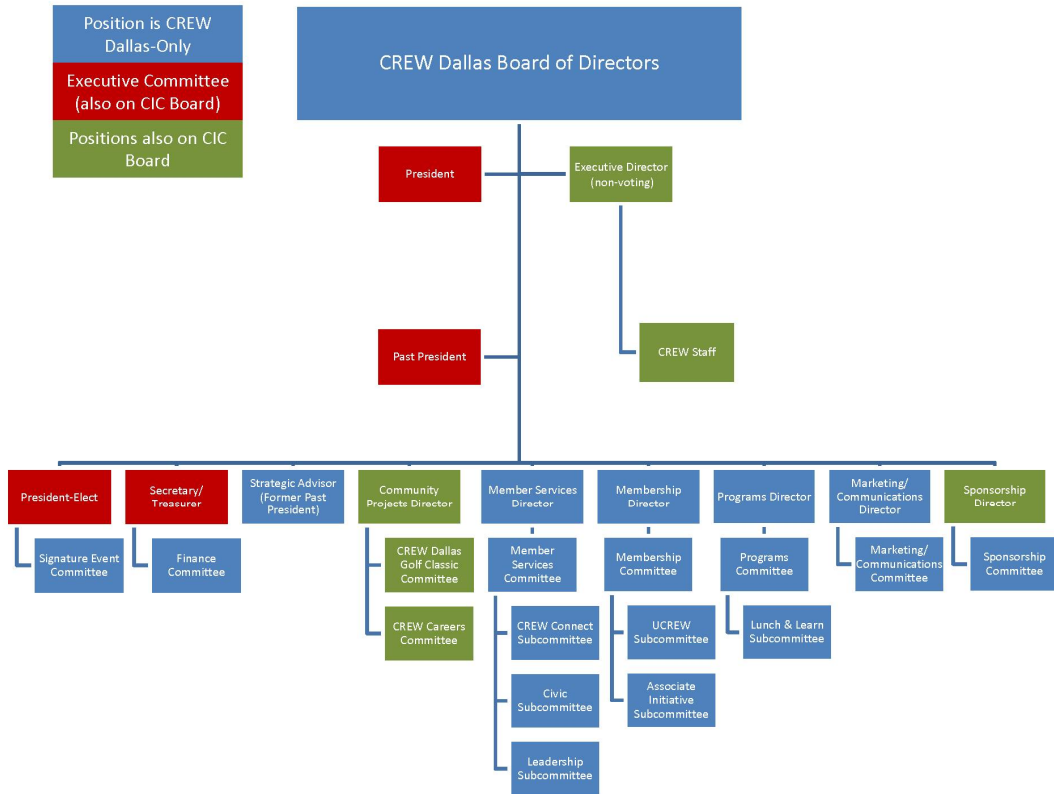 Position is CREW
Dallas-Only
Executive Committee
(also on CIC Board)
Positions also on CIC
Board
CREW Dallas Board of Directors
President
Executive Director
(non-voting)
Past President
CREW Staff
President-Elect
Secretary/
Treasurer
Strategic Advisor
(Former Past
President)
Community
Projects Director
Member Services
Director
Membership
Director
Programs Director
Marketing/
Communications
Director
Sponsorship
Director
Signature Event
Committee
Finance
Committee
CREW Dallas
Golf Classic
Committee
Member
Services
Committee
Membership
Committee
Programs
Committee
Marketing/
Communications
Committee
Sponsorship
Committee
CREW Careers
Committee
CREW Connect
Subcommittee
UCREW
Subcommittee
Lunch & Learn
Subcommittee
Civic
Subcommittee
Associate
Initiative
Subcommittee
Leadership
Subcommittee